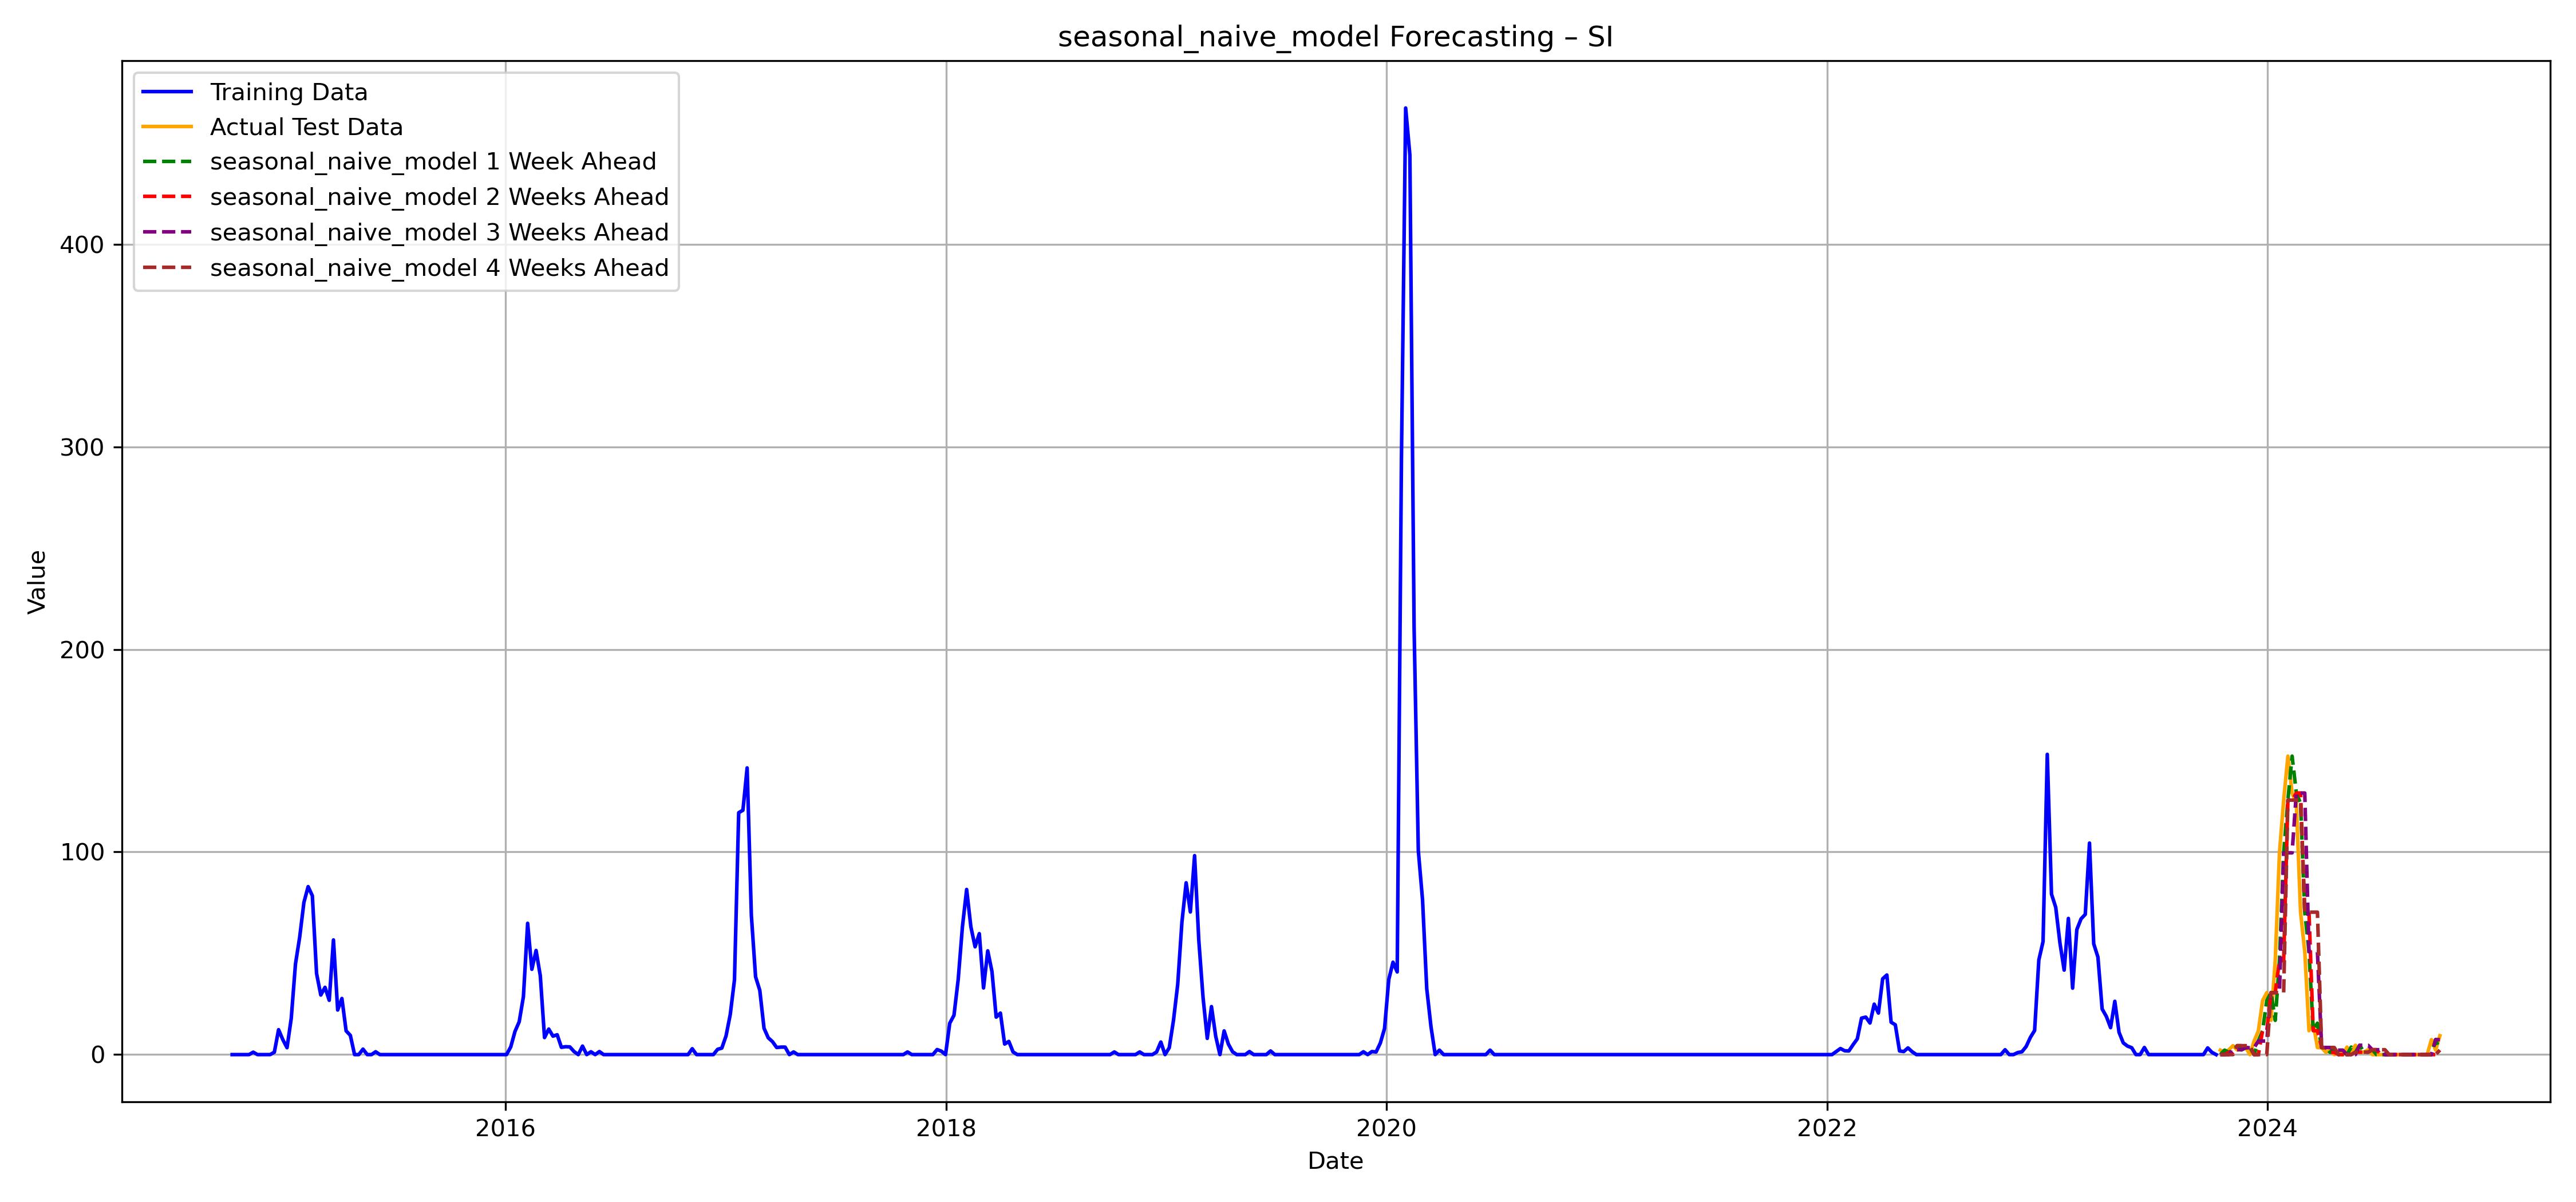 seasonal_naive_model Forecasting – SI
Training Data
Actual Test Data
seasonal_naive_model 1 Week Ahead
seasonal_naive_model 2 Weeks Ahead
seasonal_naive_model 3 Weeks Ahead
seasonal_naive_model 4 Weeks Ahead
Value
400
300
200
100
0
2016 2018 2020 2022 2024
Date